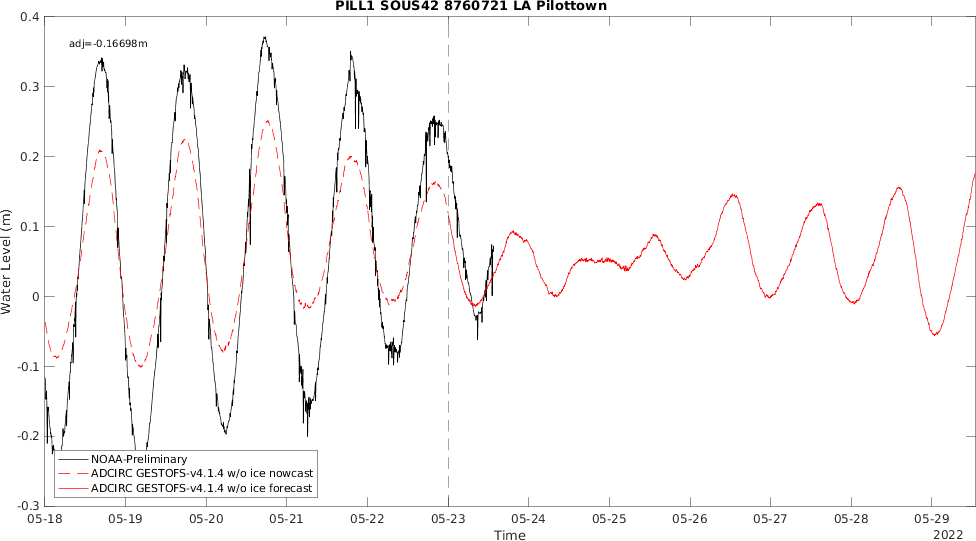 PILL1 SOUS42 8760721 LA Pilottown
adj=-0.16698m
Water Level (m)
0.4
0.3
0.2
0.1
0
-0.1
-0.2
-0.3
NOAA-Preliminary
ADCIRC GESTOFS-v4.1.4 w/o ice nowcast
ADCIRC GESTOFS-v4.1.4 w/o ice forecast
05-18 05-19 05-20 05-21 05-22 05-23 05-24 05-25 05-26 05-27 05-28 05-29
Time
2022